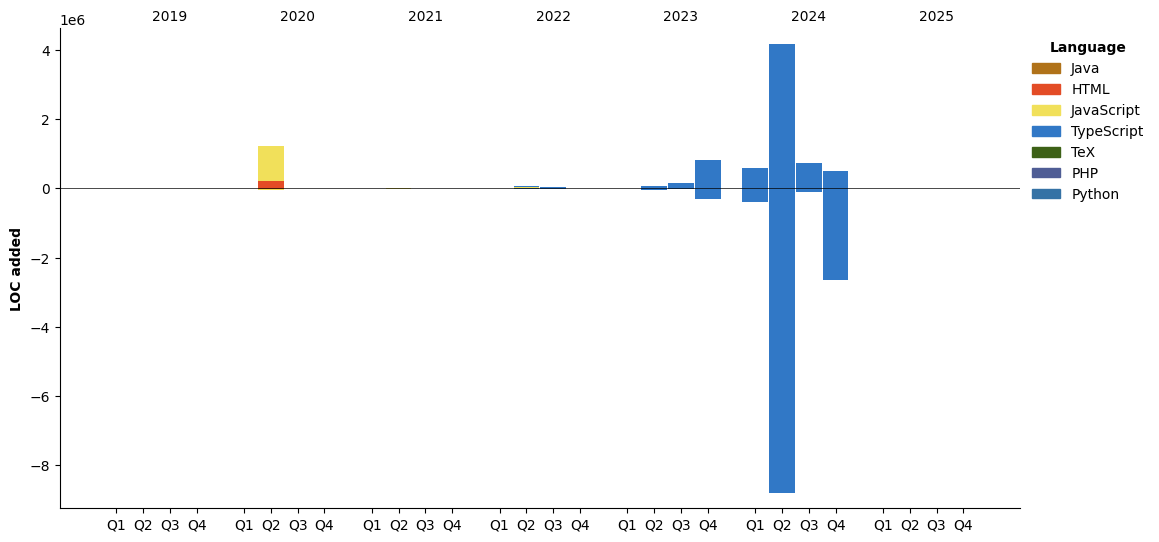 1e6
2019 2020 2021 2022 2023 2024 2025
4
2
0
−2
−4
−6
−8
LOC added
Q1 Q2 Q3 Q4 Q1 Q2 Q3 Q4 Q1 Q2 Q3 Q4 Q1 Q2 Q3 Q4 Q1 Q2 Q3 Q4 Q1 Q2 Q3 Q4 Q1 Q2 Q3 Q4
Language
Java
HTML
JavaScript
TypeScript
TeX
PHP
Python